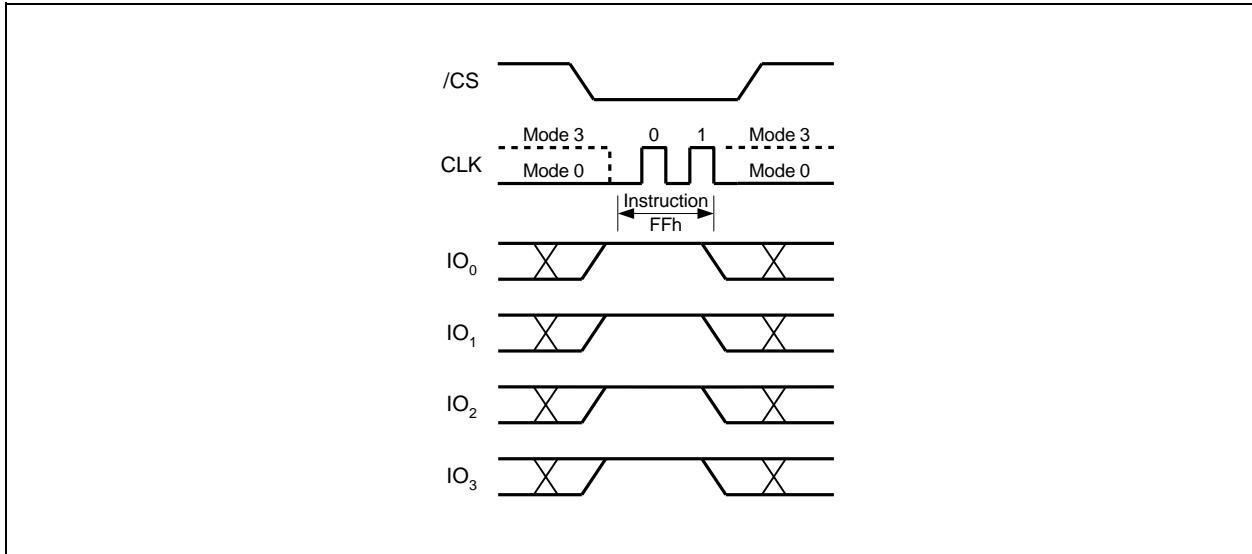 /CS
Mode 3 0 1 Mode 3
CLK
Mode 0 Mode 0
Instruction
FFh
IO0
IO1
IO2
IO3